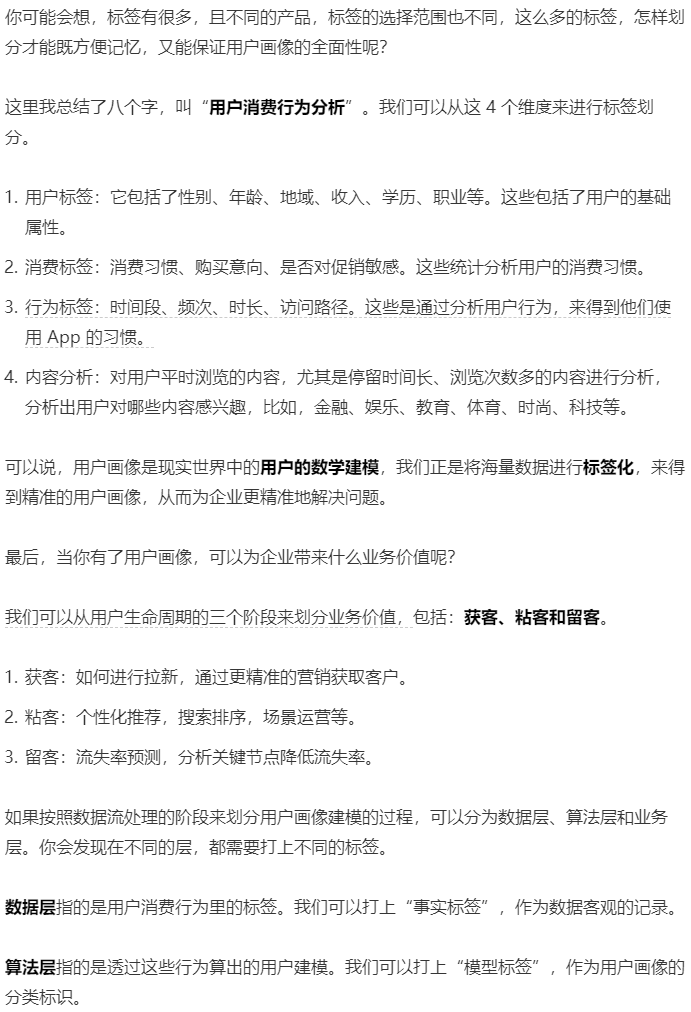 你可能会想，标签有很多，且不同的产品，标签的选择范围也不同，这么多的标签，怎样划
分才能既方便记忆，又能保证用户画像的全面性呢？
这里我总结了八个字，叫“用户消费行为分析”。我们可以从这 4 个维度来进行标签划
分。
1. 用户标签：它包括了性别、年龄、地域、收入、学历、职业等。这些包括了用户的基础
属性。
2. 消费标签：消费习惯、购买意向、是否对促销敏感。这些统计分析用户的消费习惯。
3. 行为标签：时间段、频次、时长、访问路径。这些是通过分析用户行为，来得到他们使
用 App 的习惯。
4. 内容分析：对用户平时浏览的内容，尤其是停留时间长、浏览次数多的内容进行分析，
分析出用户对哪些内容感兴趣，比如，金融、娱乐、教育、体育、时尚、科技等。
可以说，用户画像是现实世界中的用户的数学建模，我们正是将海量数据进行标签化，来得
到精准的用户画像，从而为企业更精准地解决问题。
最后，当你有了用户画像，可以为企业带来什么业务价值呢？
我们可以从用户生命周期的三个阶段来划分业务价值，包括：获客、粘客和留客。
1. 获客：如何进行拉新，通过更精准的营销获取客户。
2. 粘客：个性化推荐，搜索排序，场景运营等。
3. 留客：流失率预测，分析关键节点降低流失率。
如果按照数据流处理的阶段来划分用户画像建模的过程，可以分为数据层、算法层和业务
层。你会发现在不同的层，都需要打上不同的标签。
数据层指的是用户消费行为里的标签。我们可以打上“事实标签”，作为数据客观的记录。
算法层指的是透过这些行为算出的用户建模。我们可以打上“模型标签”，作为用户画像的
分类标识。